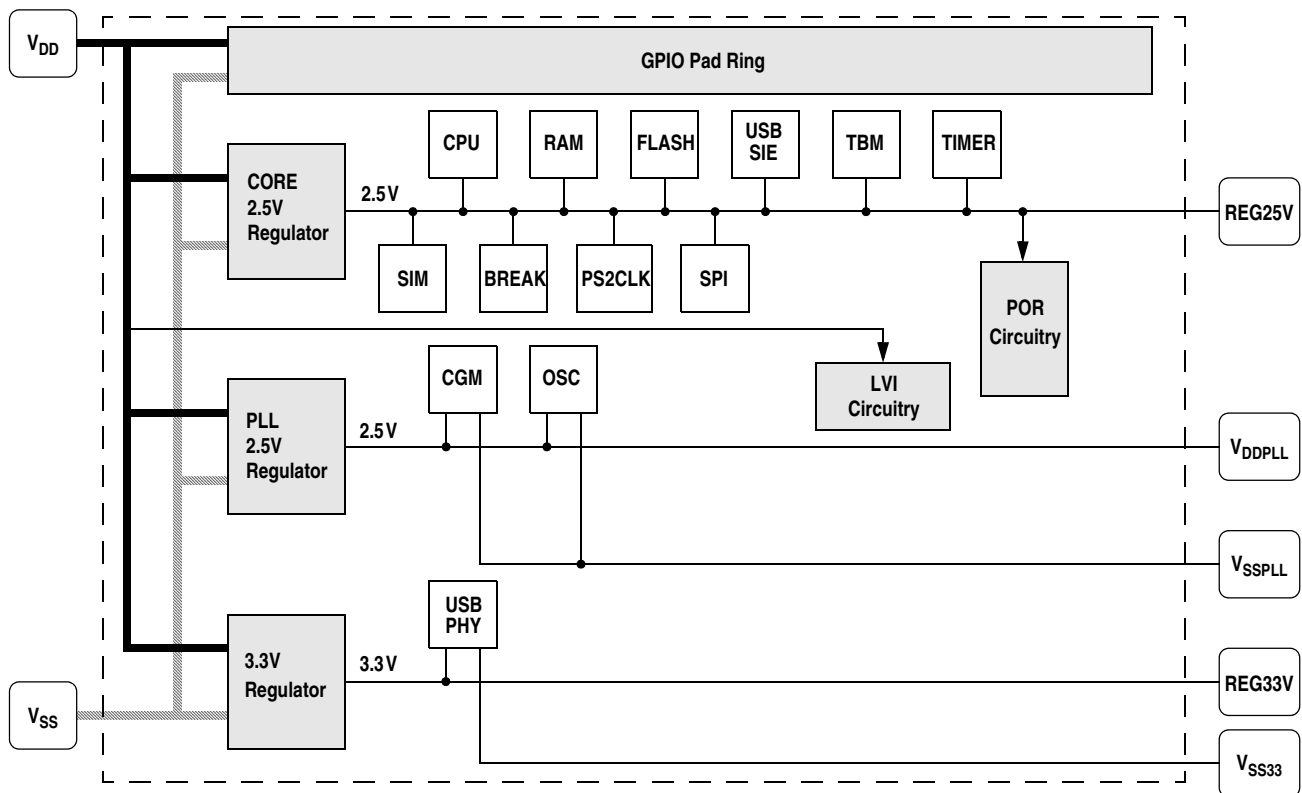 VDD
GPIO Pad Ring
CPU
RAM
FLASH
USB
SIE
TBM
TIMER
CORE
2.5V
Regulator
2.5V
REG25V
SIM
BREAK
PS2CLK
SPI
POR
Circuitry
CGM
OSC
LVI
Circuitry
PLL
2.5V
Regulator
2.5V
VDDPLL
VSSPLL
USB
PHY
3.3V
Regulator
3.3V
REG33V
VSS
VSS33